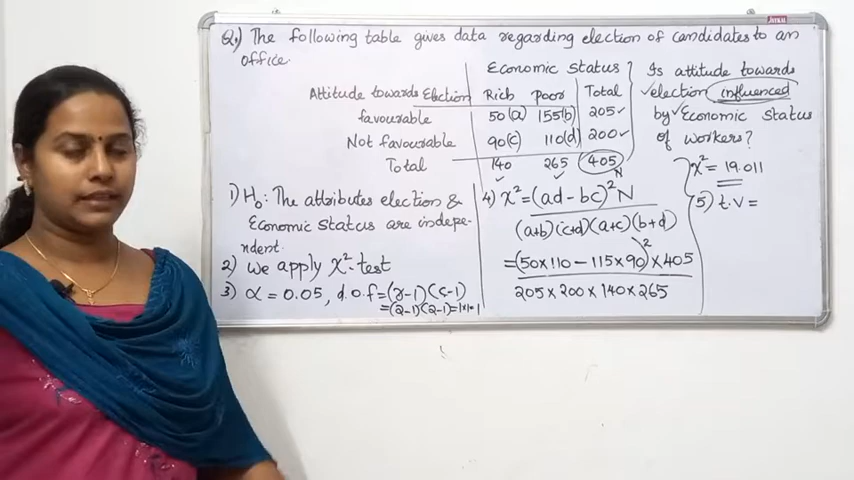 Q.) The following table gives data regarding election of candidates to an
office.
Economic Status
Attitude towards Election Rich Poor Total
favourable 50(a) 155(b) 205 ✓
Not favourable 90(c) 110(d) 200 ✓
Total 140 265 405
✓ ✓ N
Is attitude towards
✓ election influenced
by ✓ Economic Status
of workers?
1) H₀: The attributes election &
Economic Status are indepe-
ndent.
2) We apply χ²-test
3) α = 0.05, d.o.f = (r-1)(c-1)
= (2-1)(2-1) = 1×1 = 1
4) χ² = (ad - bc)² N
(a+b)(c+d)(a+c)(b+d)
= (50×110 - 115×90)² × 405
205×200×140×265
χ² = 19.011
5) t.v =